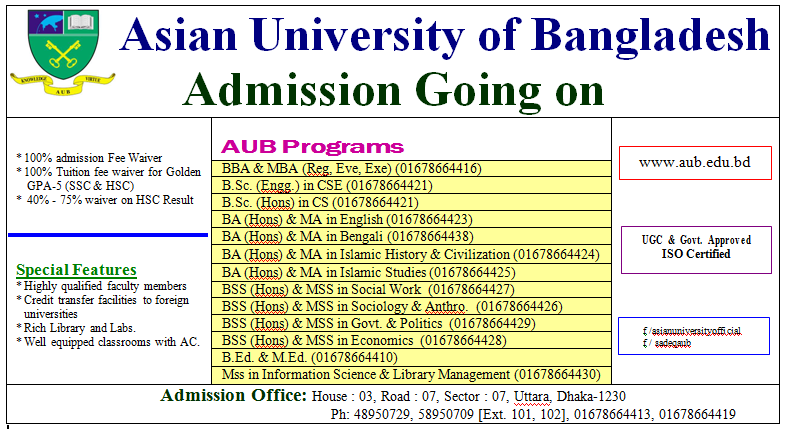 Asian University of Bangladesh
Admission Going on
KNOWLEDGE VIRTUE
AUB
* 100% admission Fee Waiver
* 100% Tuition fee waiver for Golden
GPA-5 (SSC & HSC)
* 40% - 75% waiver on HSC Result
Special Features
* Highly qualified faculty members
* Credit transfer facilities to foreign
universities
* Rich Library and Labs.
* Well equipped classrooms with AC.
AUB Programs
BBA & MBA (Reg, Eve, Exe) (01678664416)
B.Sc. (Engg.) in CSE (01678664421)
B.Sc. (Hons) in CS (01678664421)
BA (Hons) & MA in English (01678664423)
BA (Hons) & MA in Bengali (01678664438)
BA (Hons) & MA in Islamic History & Civilization (01678664424)
BA (Hons) & MA in Islamic Studies (01678664425)
BSS (Hons) & MSS in Social Work (01678664427)
BSS (Hons) & MSS in Sociology & Anthro. (01678664426)
BSS (Hons) & MSS in Govt. & Politics (01678664429)
BSS (Hons) & MSS in Economics (01678664428)
B.Ed. & M.Ed. (01678664410)
Mss in Information Science & Library Management (01678664430)
www.aub.edu.bd
UGC & Govt. Approved
ISO Certified
f/asianuniversityofficial
f/ sadeqaub
Admission Office: House : 03, Road : 07, Sector : 07, Uttara, Dhaka-1230
Ph: 48950729, 58950709 [Ext. 101, 102], 01678664413, 01678664419